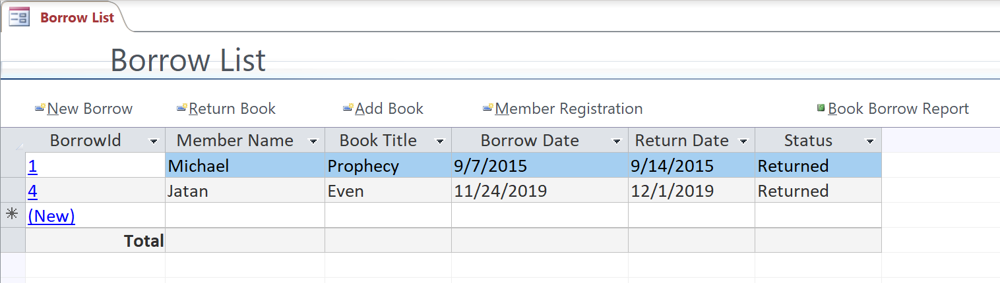 Borrow List
Borrow List
New Borrow Return Book Add Book Member Registration Book Borrow Report
BorrowId Member Name Book Title Borrow Date Return Date Status
1 Michael Prophecy 9/7/2015 9/14/2015 Returned
4 Jatan Even 11/24/2019 12/1/2019 Returned
(New)
Total